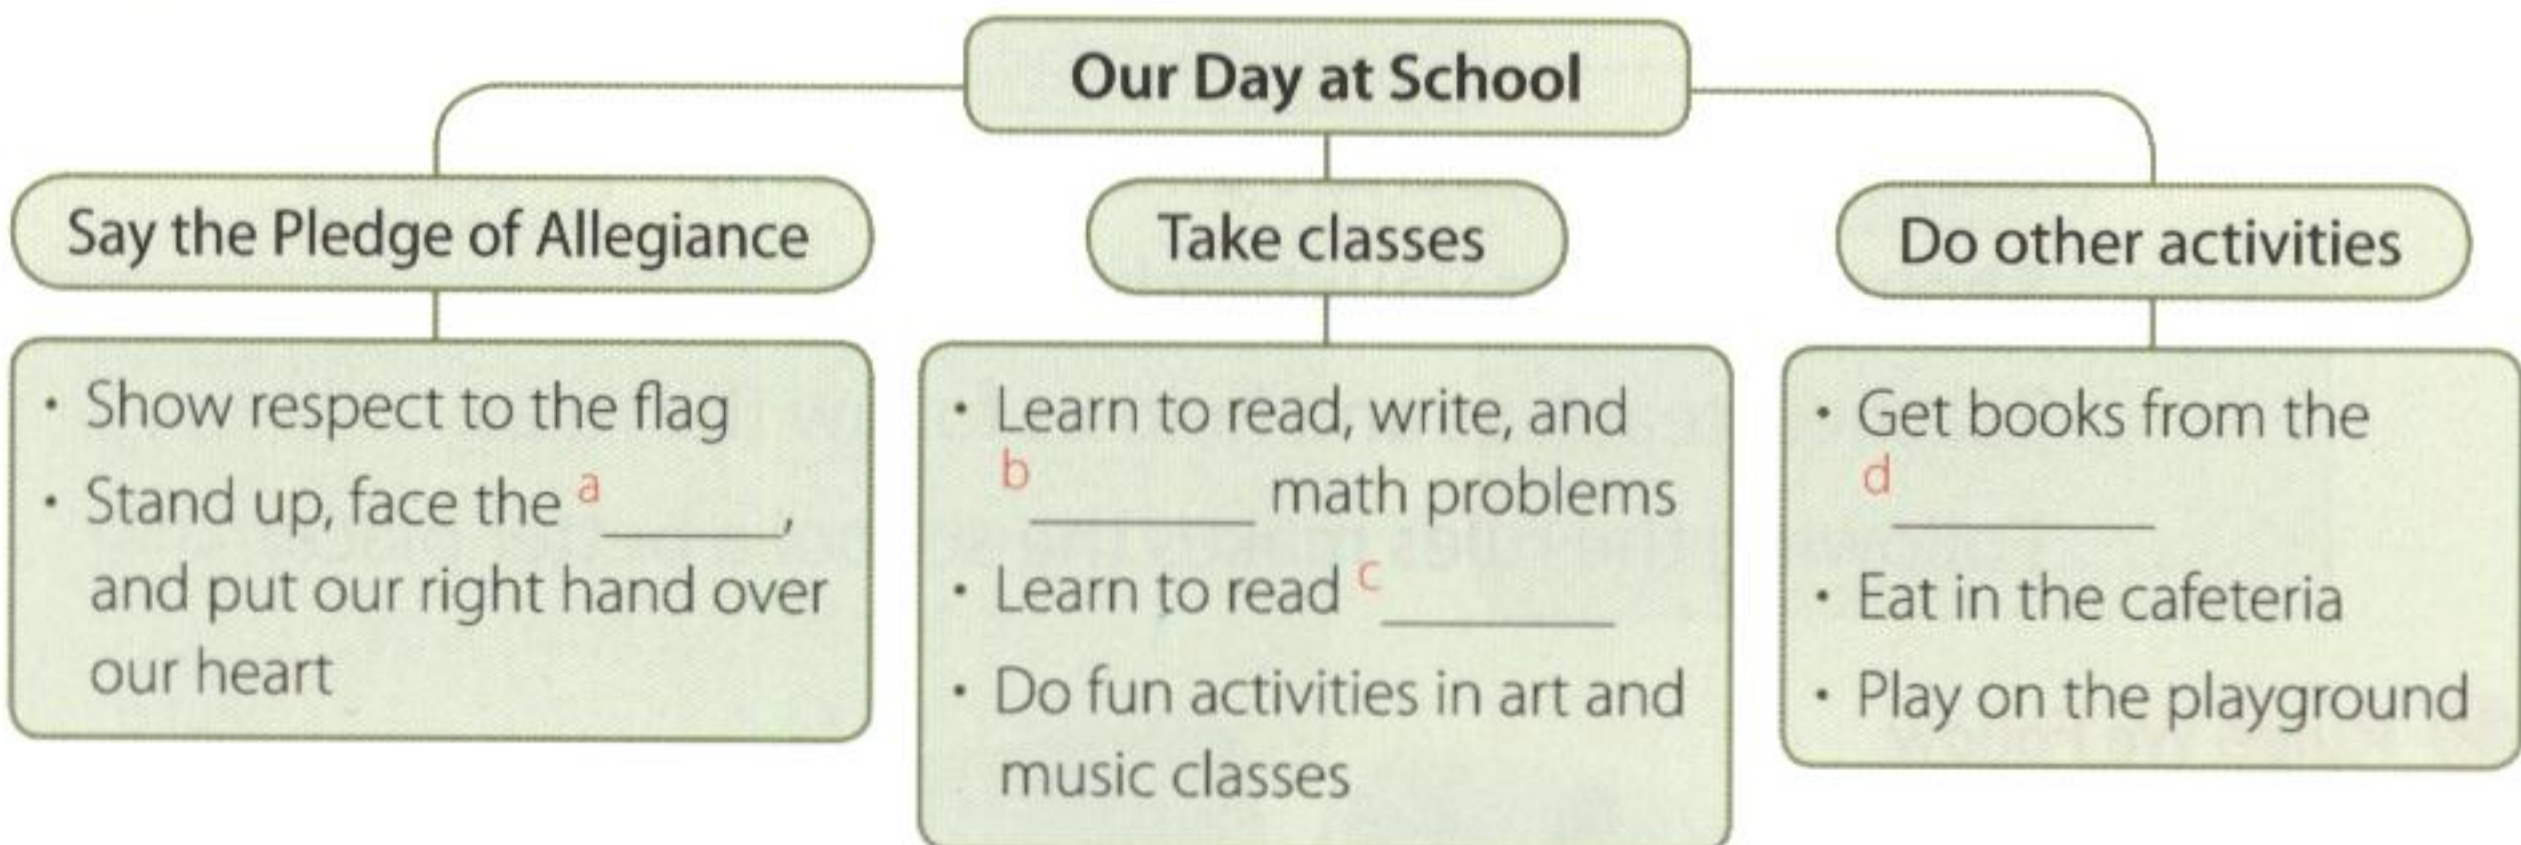 Our Day at School
Say the Pledge of Allegiance
• Show respect to the flag
• Stand up, face the a______,
and put our right hand over
our heart
Take classes
• Learn to read, write, and
b________ math problems
• Learn to read c________
• Do fun activities in art and
music classes
Do other activities
• Get books from the
d_________
• Eat in the cafeteria
• Play on the playground